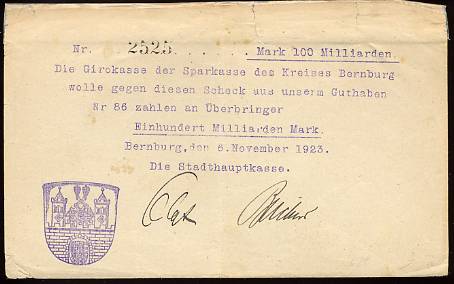 Nr. 2525 . . . . . . . Mark 100 Milliarden.
Die Girokasse der Sparkasse des Kreises Bernburg
wolle gegen diesen Scheck aus unserm Guthaben
Nr 86 zahlen an Überbringer
Einhundert Milliarden Mark.
Bernburg, den 6.November 1923.
Die Stadthauptkasse.